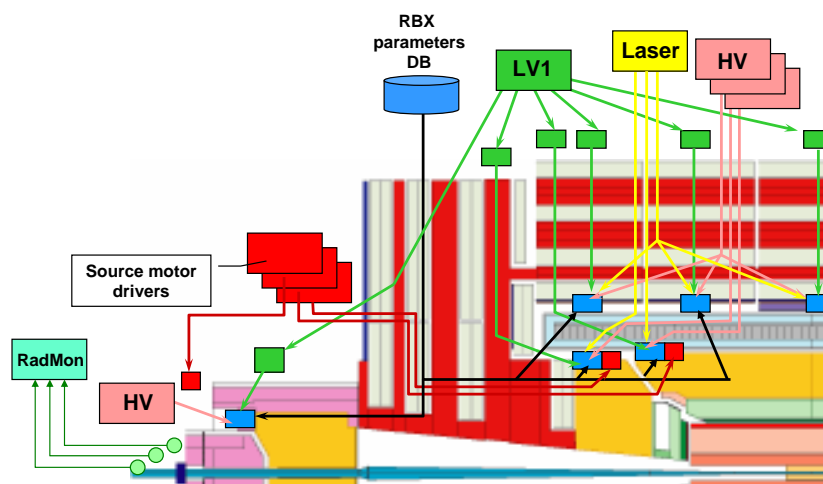 RBX
parameters
DB
LV1
Laser
HV
Source motor
drivers
RadMon
HV